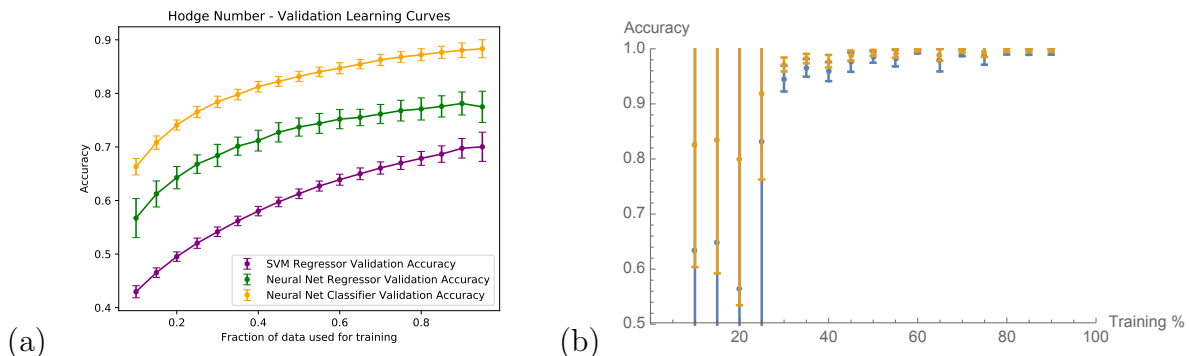 Hodge Number - Validation Learning Curves
0.9
0.8
0.7
0.6
0.5
0.4
Accuracy
SVM Regressor Validation Accuracy
Neural Net Regressor Validation Accuracy
Neural Net Classifier Validation Accuracy
0.2 0.4 0.6 0.8
Fraction of data used for training
(a)
Accuracy
1.0
0.9
0.8
0.7
0.6
0.5
20 40 60 80 100
Training %
(b)